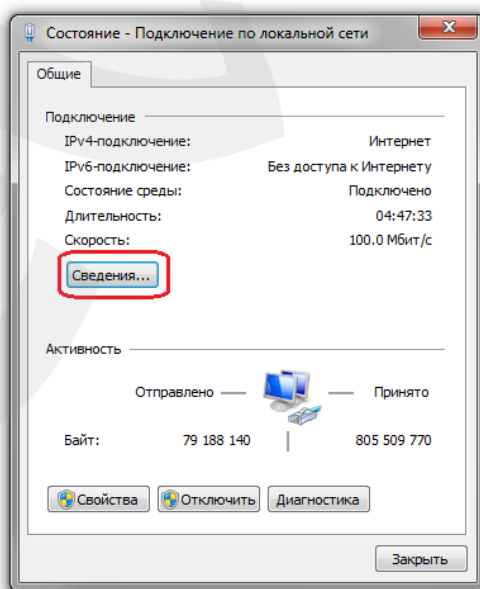 Состояние - Подключение по локальной сети
Общие
Подключение
IPv4-подключение: Интернет
IPv6-подключение: Без доступа к Интернету
Состояние среды: Подключено
Длительность: 04:47:33
Скорость: 100.0 Мбит/с
Сведения...
Активность
Отправлено — Принято
Байт: 79 188 140 | 805 509 770
Свойства Отключить Диагностика
Закрыть